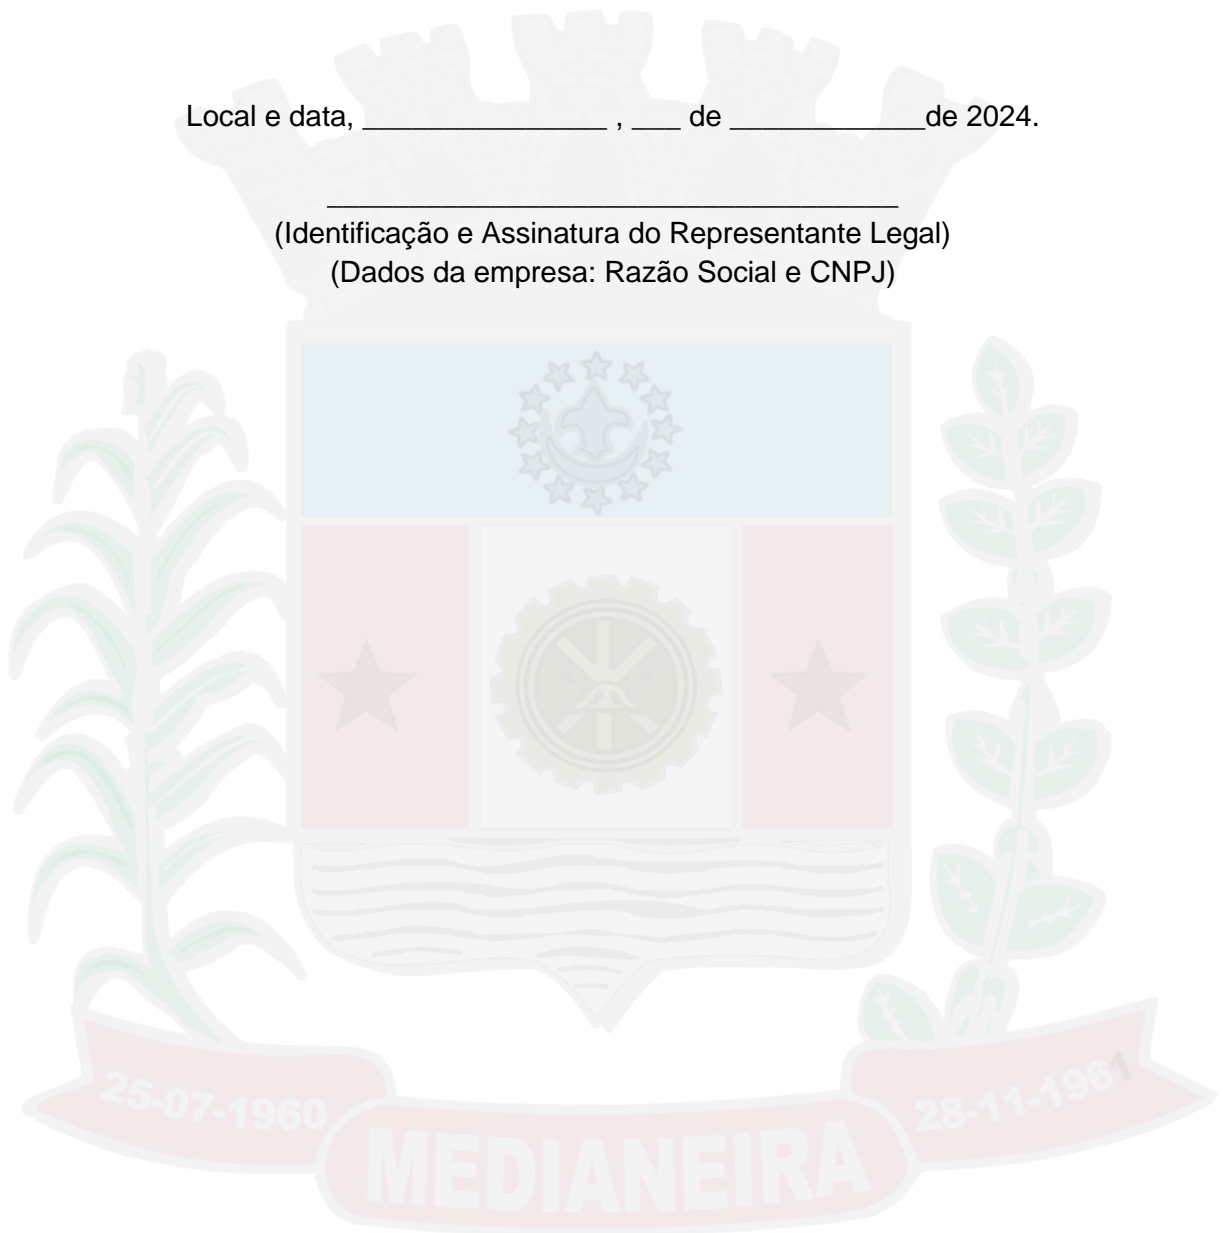 Local e data, _______________ , ___ de ____________de 2024.
___________________________________
(Identificação e Assinatura do Representante Legal)
(Dados da empresa: Razão Social e CNPJ)
25-07-1960
28-11-1961
MEDIANEIRA